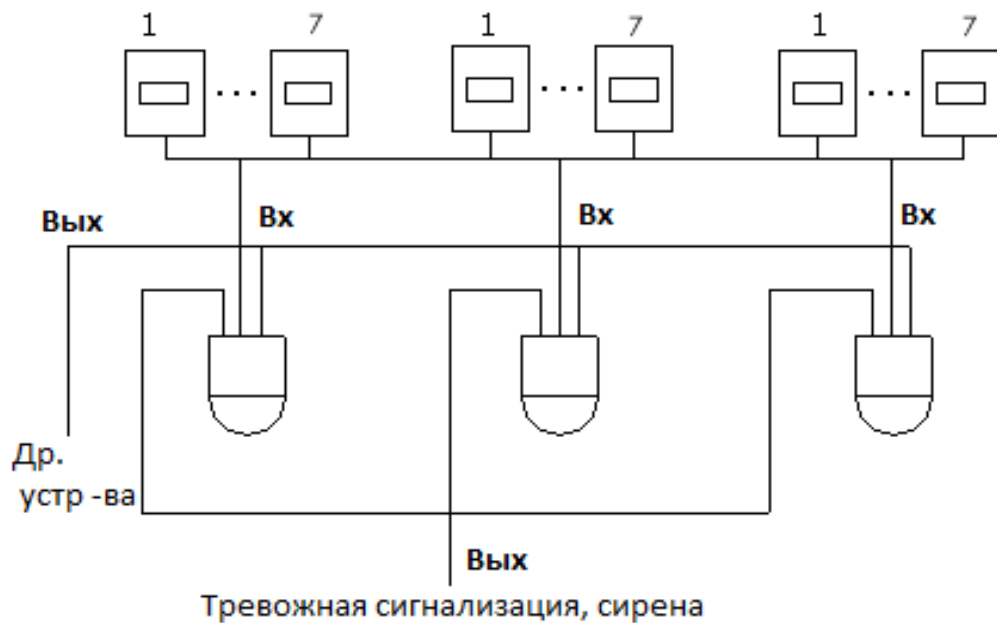 1 7 1 7 1 7
Вых Вх Вх Вх
Др.
устр -ва
Вых
Тревожная сигнализация, сирена